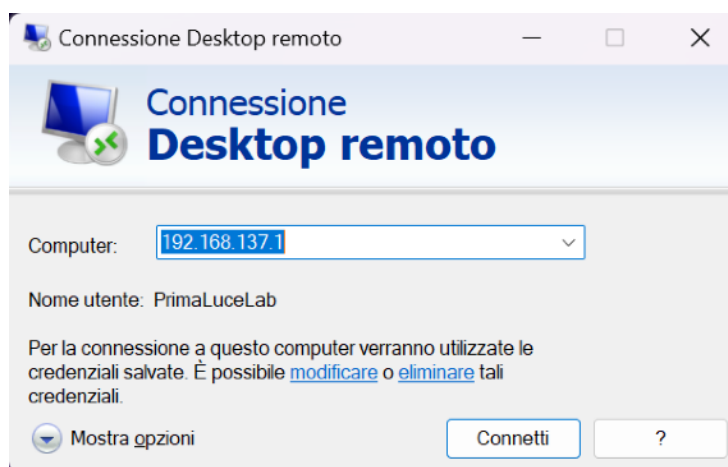 Connessione Desktop remoto
Connessione
Desktop remoto
Computer: 192.168.137.1
Nome utente: PrimaLuceLab
Per la connessione a questo computer verranno utilizzate le
credenziali salvate. È possibile modificare o eliminare tali
credenziali.
Mostra opzioni Connetti ?